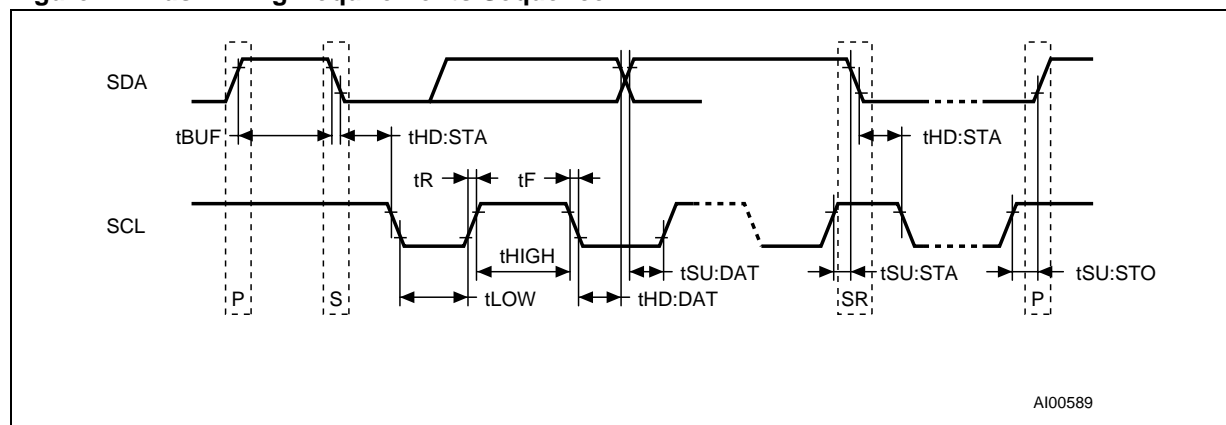 SDA
tBUF
tHD:STA
tHD:STA
tR
tF
SCL
tHIGH
tSU:DAT
tSU:STA
tSU:STO
P
S
tLOW
tHD:DAT
SR
P
AI00589